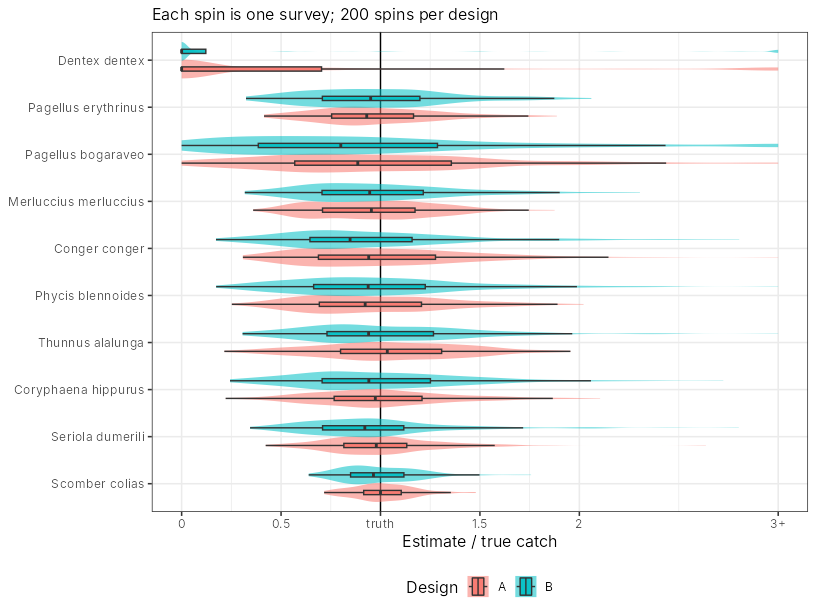 Each spin is one survey; 200 spins per design
Dentex dentex
Pagellus erythrinus
Pagellus bogaraveo
Merluccius merluccius
Conger conger
Phycis blennoides
Thunnus alalunga
Coryphaena hippurus
Seriola dumerili
Scomber colias
0 0.5 truth 1.5 2 3+
Estimate / true catch
Design A B